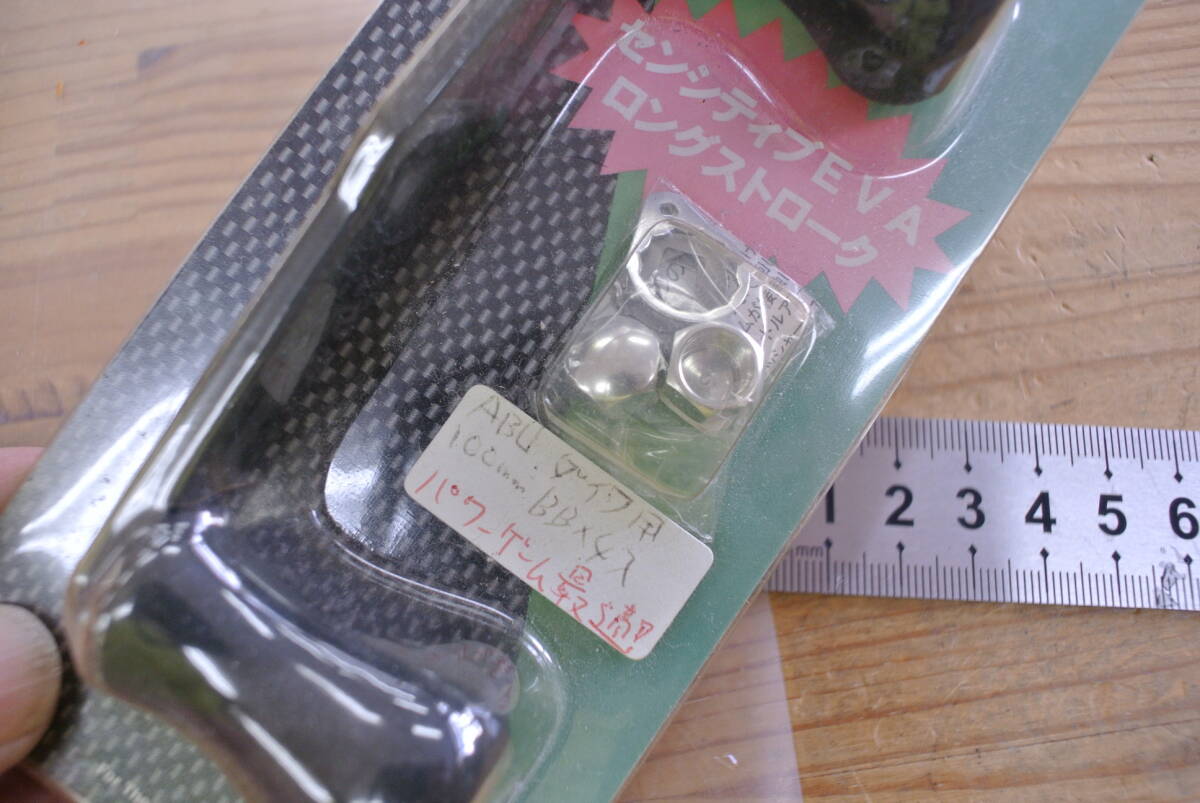 センシティブEVA
ロングストローク
ABU.ダイワ用
100mm BB×4入
パワーゲーム最適!!
1 2 3 4 5 6
mm